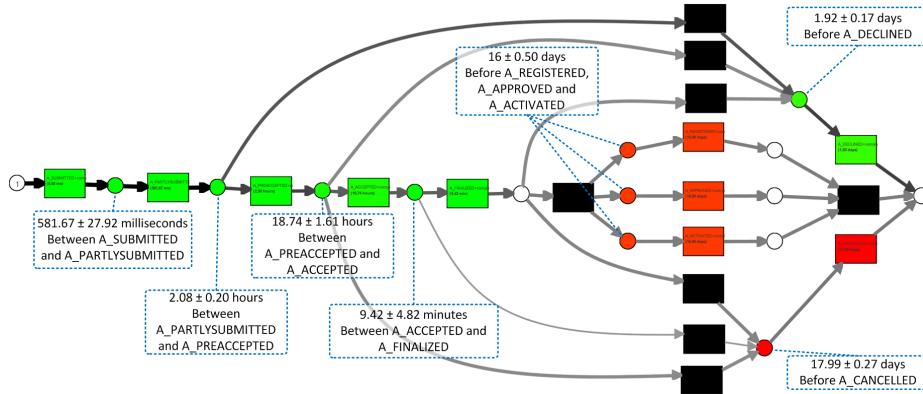 1.92 ± 0.17 days
Before A_DECLINED
16 ± 0.50 days
Before A_REGISTERED,
A_APPROVED and
A_ACTIVATED
1
581.67 ± 27.92 milliseconds
Between A_SUBMITTED
and A_PARTLYSUBMITTED
18.74 ± 1.61 hours
Between
A_PREACCEPTED and
A_ACCEPTED
2.08 ± 0.20 hours
Between
A_PARTLYSUBMITTED
and A_PREACCEPTED
9.42 ± 4.82 minutes
Between A_ACCEPTED and
A_FINALIZED
17.99 ± 0.27 days
Before A_CANCELLED